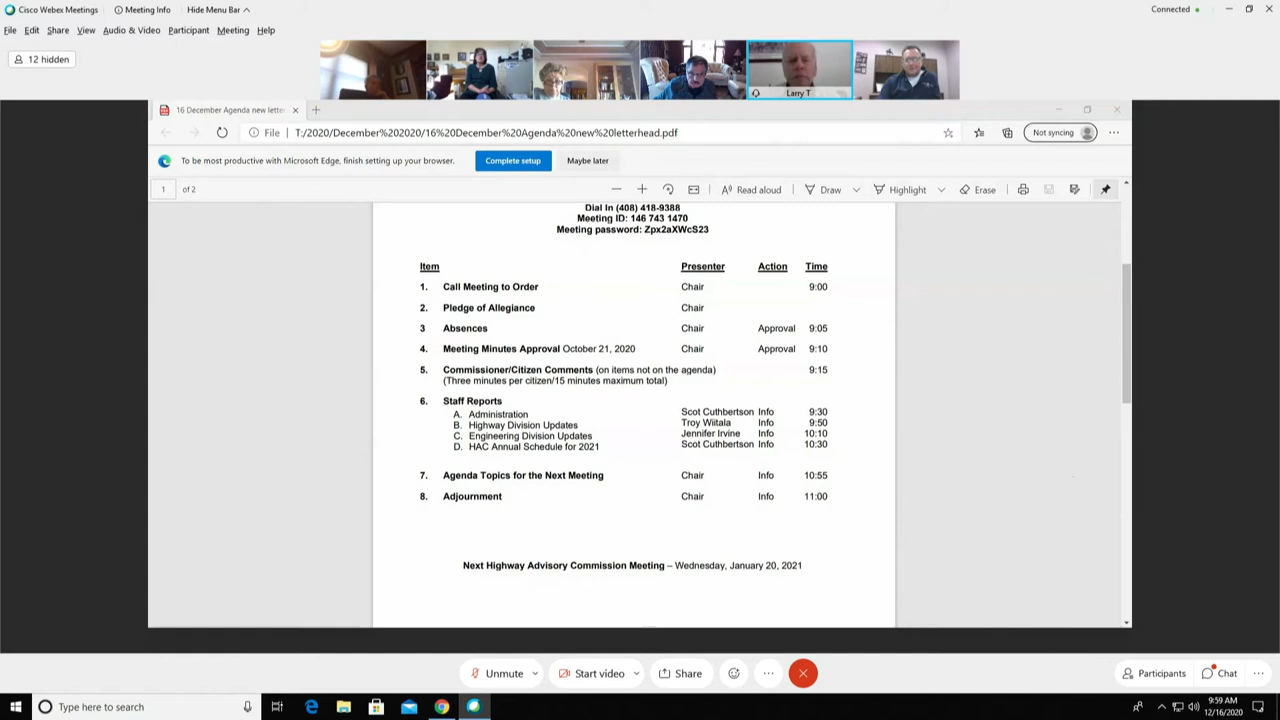 Cisco Webex Meetings
Meeting Info
Hide Menu Bar
Connected
File Edit Share View Audio & Video Participant Meeting Help
12 hidden
Larry T
16 December Agenda new lette
File T:/2020/December%202020/16%20December%20Agenda%20new%20letterhead.pdf
Not syncing
To be most productive with Microsoft Edge, finish setting up your browser.
Complete setup
Maybe later
1 of 2
Read aloud
Draw
Highlight
Erase
Dial In (408) 418-9388
Meeting ID: 146 743 1470
Meeting password: Zpx2aXWcS23
Item Presenter Action Time
1. Call Meeting to Order Chair 9:00
2. Pledge of Allegiance Chair
3 Absences Chair Approval 9:05
4. Meeting Minutes Approval October 21, 2020 Chair Approval 9:10
5. Commissioner/Citizen Comments (on items not on the agenda) 9:15
(Three minutes per citizen/15 minutes maximum total)
6. Staff Reports
A. Administration Scot Cuthbertson Info 9:30
B. Highway Division Updates Troy Wiitala Info 9:50
C. Engineering Division Updates Jennifer Irvine Info 10:10
D. HAC Annual Schedule for 2021 Scot Cuthbertson Info 10:30
7. Agenda Topics for the Next Meeting Chair Info 10:55
8. Adjournment Chair Info 11:00
Next Highway Advisory Commission Meeting – Wednesday, January 20, 2021
Unmute
Start video
Share
Participants
Chat
Type here to search
9:59 AM
12/16/2020